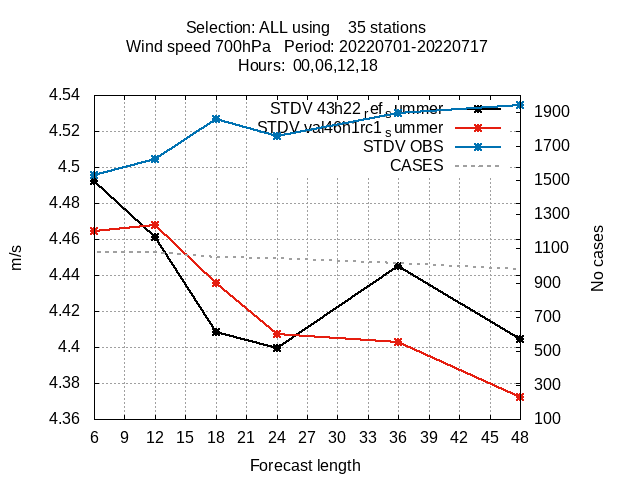 Selection: ALL using 35 stations
Wind speed 700hPa Period: 20220701-20220717
Hours: 00,06,12,18
STDV 43h22_ref_summer
STDV val46h1rc1_summer
STDV OBS
CASES
4.54
4.52
4.5
4.48
4.46
4.44
4.42
4.4
4.38
4.36
m/s
1900
1700
1500
1300
1100
900
700
500
300
100
No cases
6 9 12 15 18 21 24 27 30 33 36 39 42 45 48
Forecast length